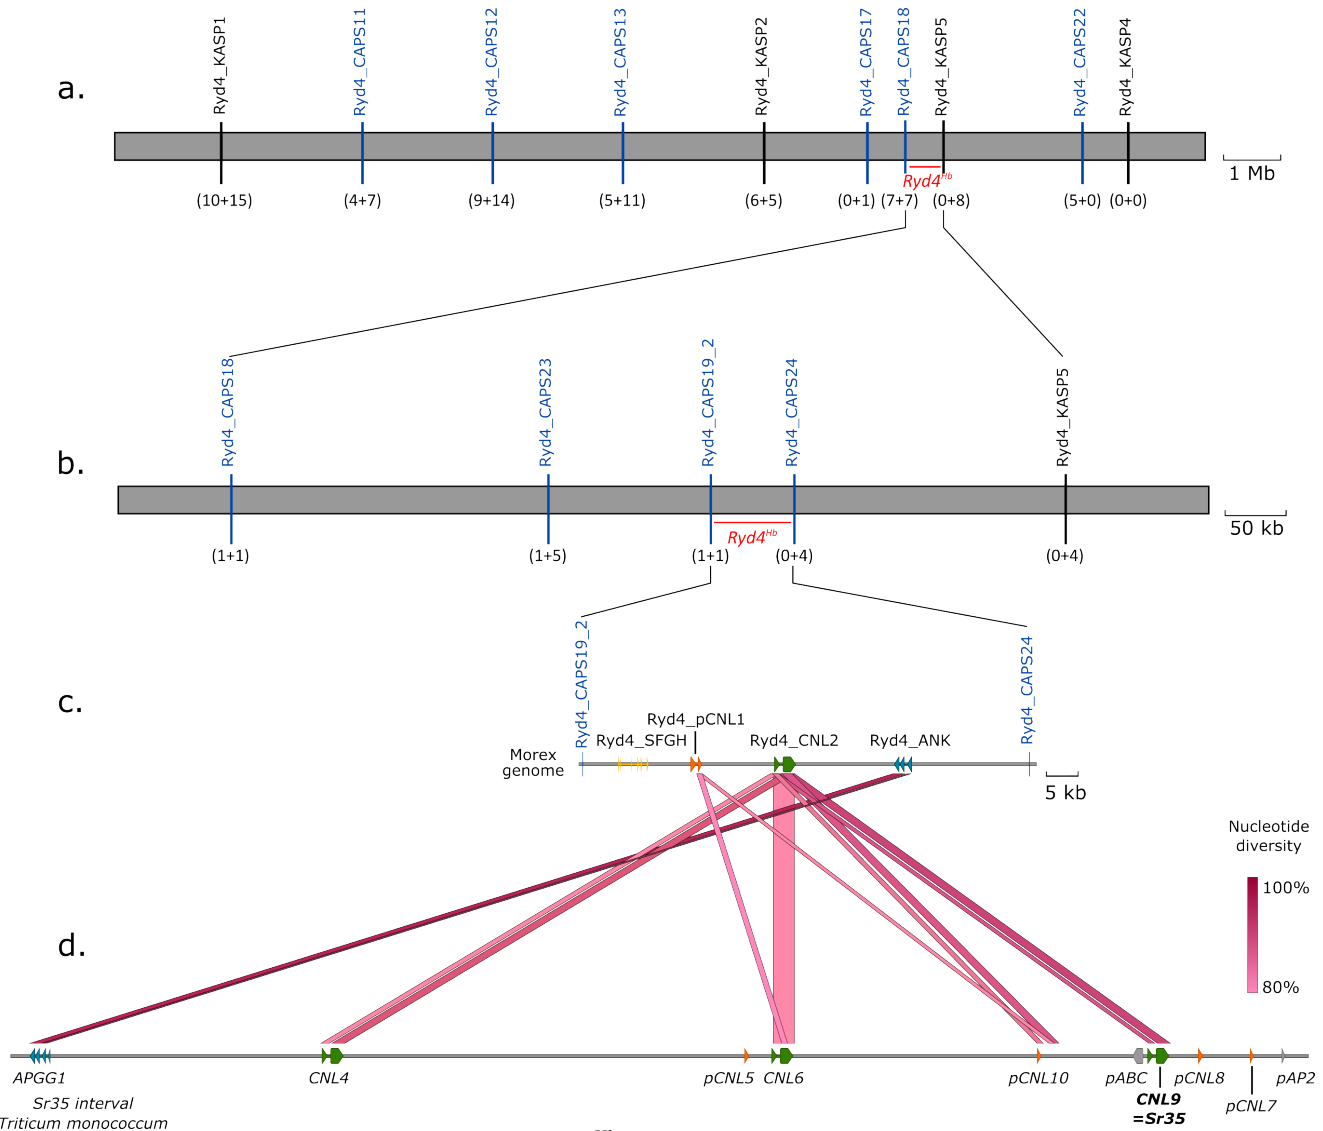 a.
Ryd4_KASP1
Ryd4_CAPS11
Ryd4_CAPS12
Ryd4_CAPS13
Ryd4_KASP2
Ryd4_CAPS17
Ryd4_CAPS18
Ryd4_KASP5
Ryd4_CAPS22
Ryd4_KASP4
1 Mb
Ryd4Hb
(10+15)
(4+7)
(9+14)
(5+11)
(6+5)
(0+1)
(7+7)
(0+8)
(5+0)
(0+0)
b.
Ryd4_CAPS18
Ryd4_CAPS23
Ryd4_CAPS19_2
Ryd4_CAPS24
Ryd4_KASP5
50 kb
Ryd4Hb
(1+1)
(1+5)
(1+1)
(0+4)
(0+4)
c.
Ryd4_CAPS19_2
Ryd4_CAPS24
Ryd4_pCNL1
Ryd4_SFGH
Ryd4_CNL2
Ryd4_ANK
Morex
genome
5 kb
Nucleotide
diversity
100%
80%
d.
APGG1
CNL4
pCNL5
CNL6
pCNL10
pABC
CNL9
=Sr35
pCNL8
pCNL7
pAP2
Sr35 interval
Triticum monococcum